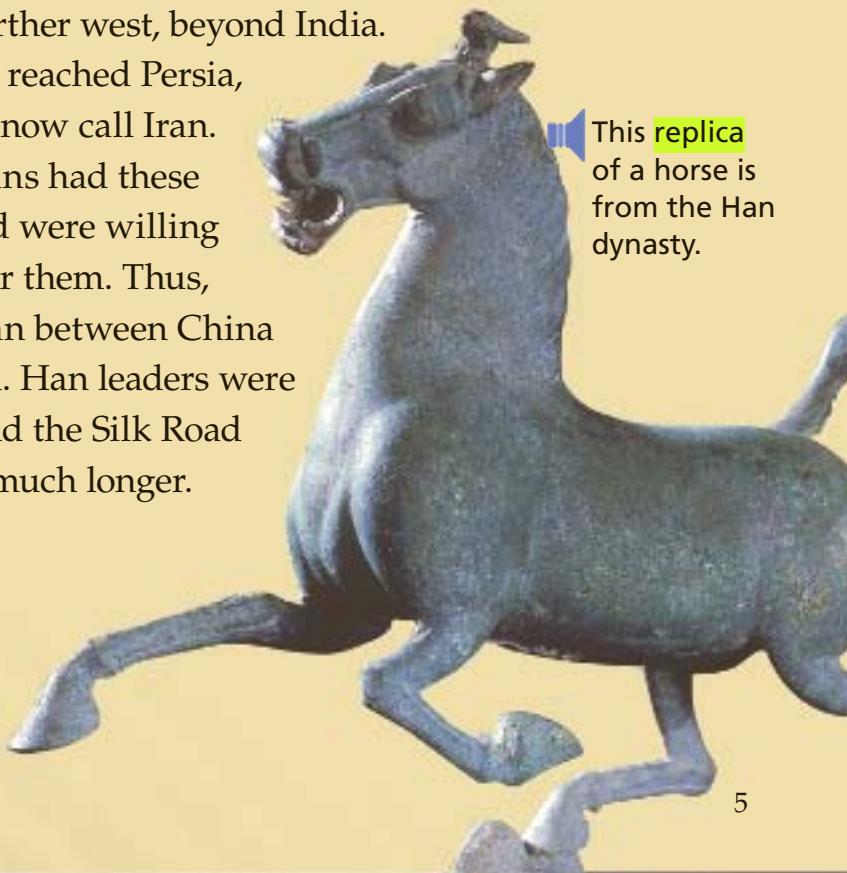 rther west, beyond India.
reached Persia,
now call Iran.
ns had these
d were willing
r them. Thus,
n between China
. Han leaders were
d the Silk Road
much longer.
This replica
of a horse is
from the Han
dynasty.
5